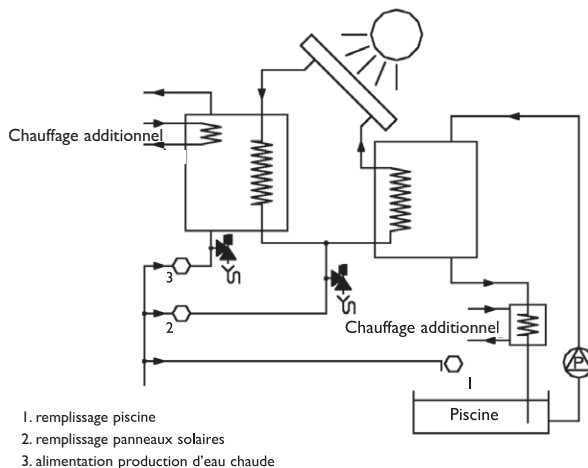 Chauffage additionnel
3
2
Chauffage additionnel
P
1
Piscine
1. remplissage piscine
2. remplissage panneaux solaires
3. alimentation production d'eau chaude